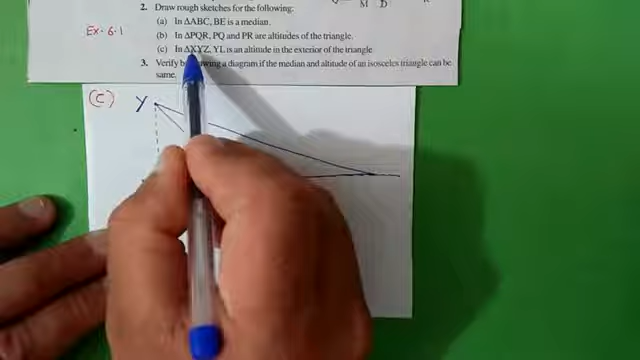 M D R
2. Draw rough sketches for the following:
Ex. 6.1 (a) In ΔABC, BE is a median.
(b) In ΔPQR, PQ and PR are altitudes of the triangle.
(c) In ΔXYZ, YL is an altitude in the exterior of the triangle.
3. Verify by drawing a diagram if the median and altitude of an isosceles triangle can be
same.
(c) Y